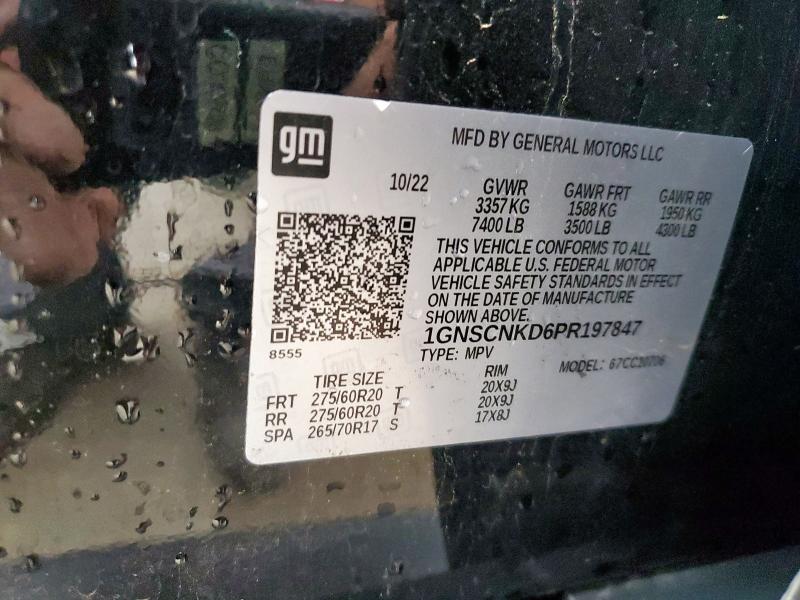 gm
MFD BY GENERAL MOTORS LLC
10/22
GVWR GAWR FRT GAWR RR
3357 KG 1588 KG 1950 KG
7400 LB 3500 LB 4300 LB
THIS VEHICLE CONFORMS TO ALL
APPLICABLE U.S. FEDERAL MOTOR
VEHICLE SAFETY STANDARDS IN EFFECT
ON THE DATE OF MANUFACTURE
SHOWN ABOVE.
1GNSCNKD6PR197847
8555
TYPE: MPV MODEL:
TIRE SIZE RIM
FRT 275/60R20 T 20X9J
RR 275/60R20 T 20X9J
SPA 265/70R17 S 17X8J